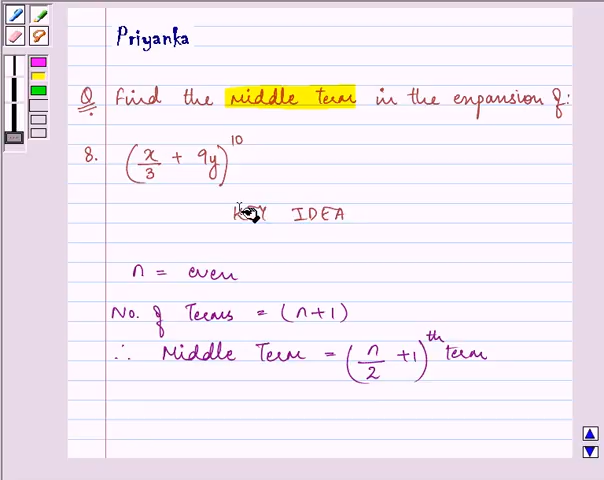 Priyanka
Q Find the middle term in the expansion of:
8. (x/3 + 9y)^10
KEY IDEA
n = even
No. of Terms = (n+1)
∴ Middle Term = (n/2 + 1)^th term